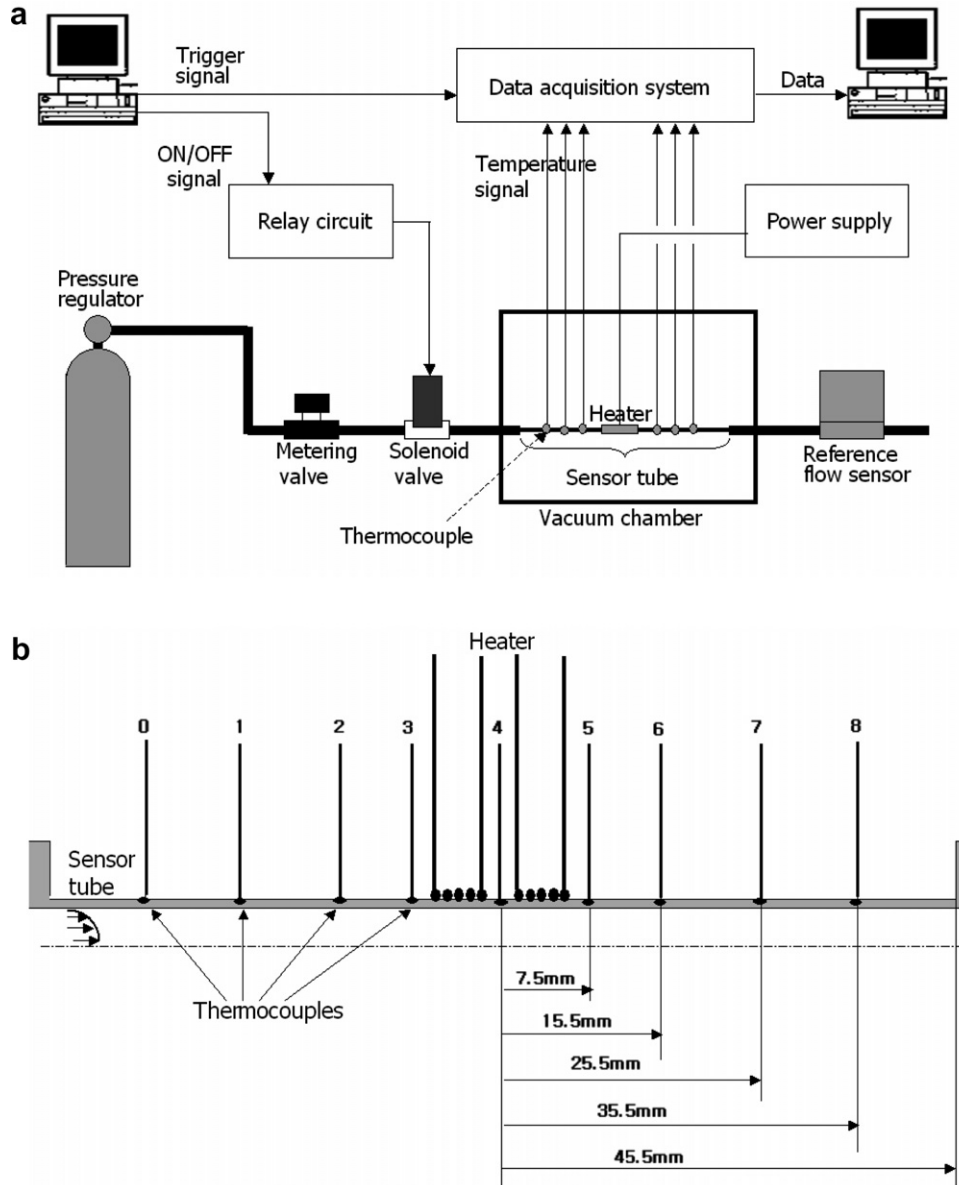 a
Trigger
signal
Data acquisition system
Data
ON/OFF
signal
Temperature
signal
Relay circuit
Power supply
Pressure
regulator
Heater
Metering
valve
Solenoid
valve
Sensor tube
Reference
flow sensor
Thermocouple
Vacuum chamber
b
Heater
0 1 2 3 4 5 6 7 8
Sensor
tube
Thermocouples
7.5mm
15.5mm
25.5mm
35.5mm
45.5mm